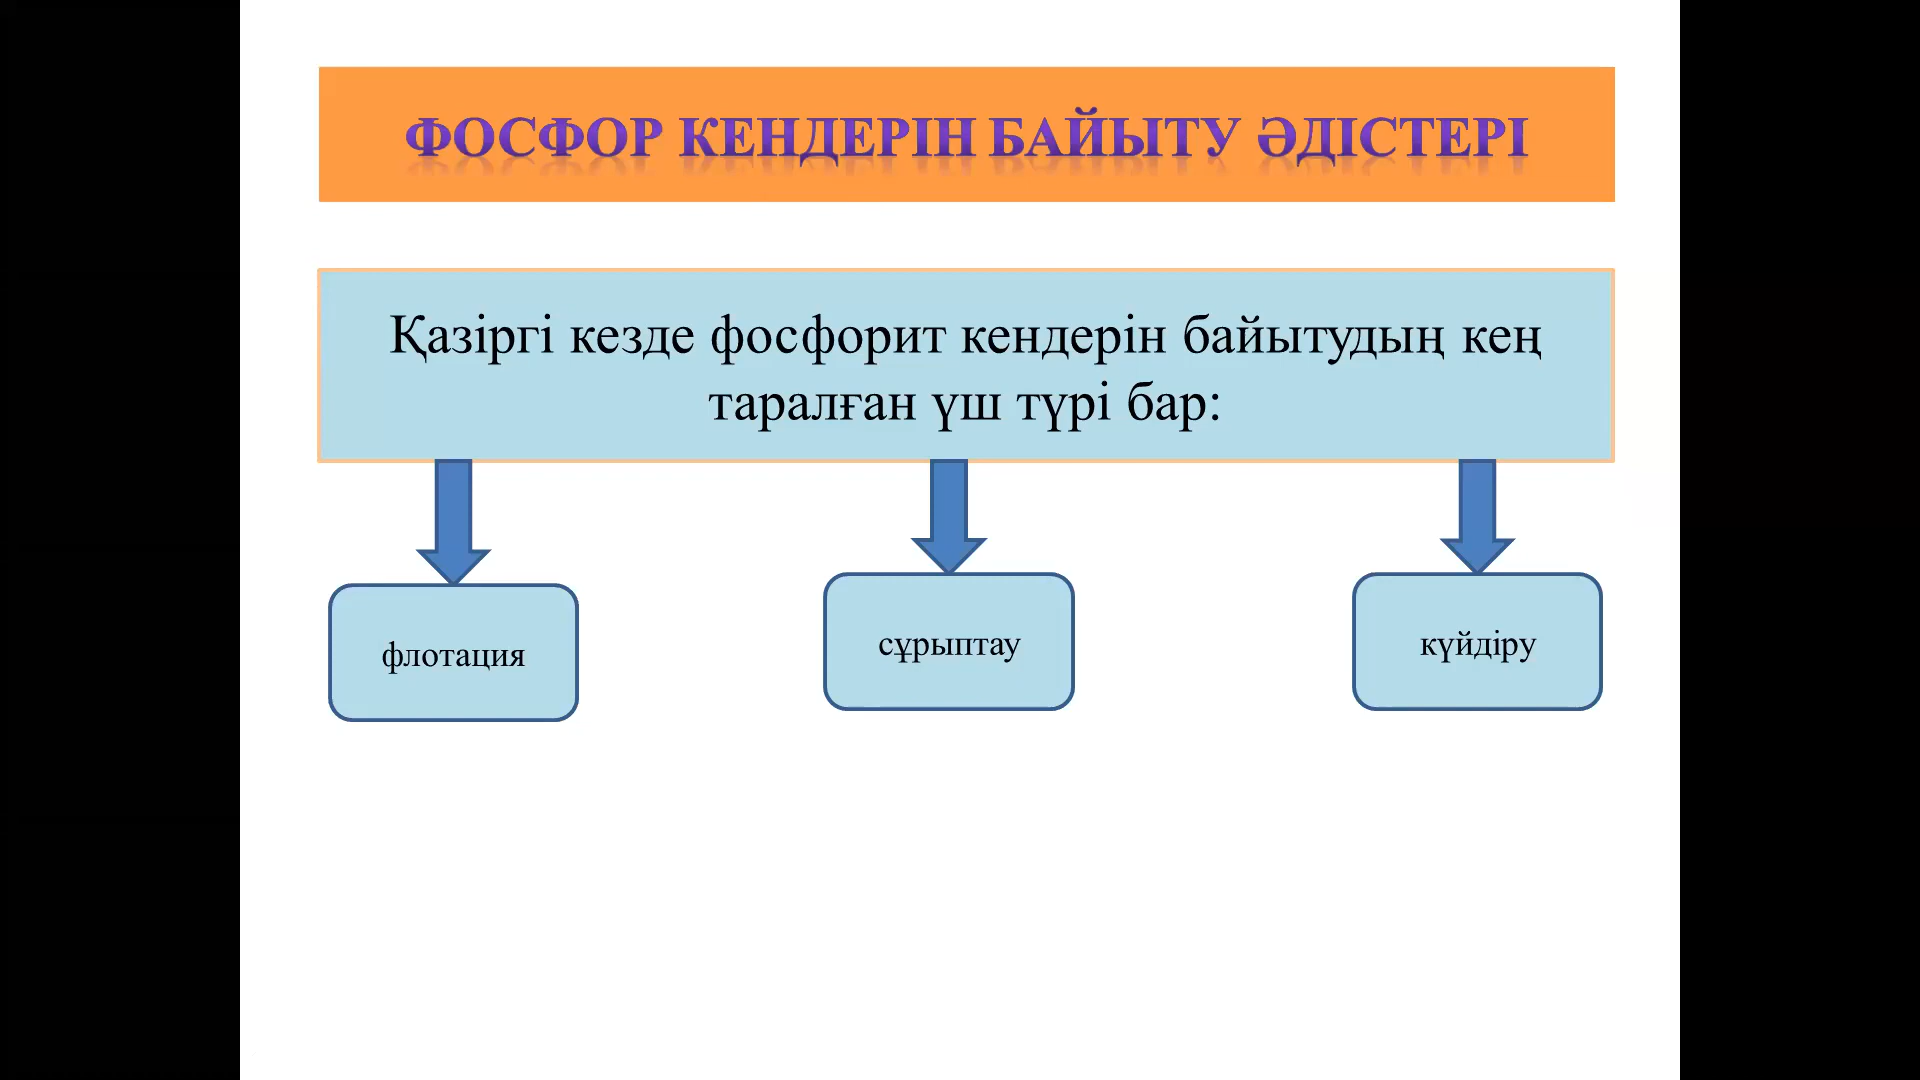 ФОСФОР КЕНДЕРІН БАЙЫТУ ӘДІСТЕРІ
Қазіргі кезде фосфорит кендерін байытудың кең
таралған үш түрі бар:
флотация
сұрыптау
күйдіру